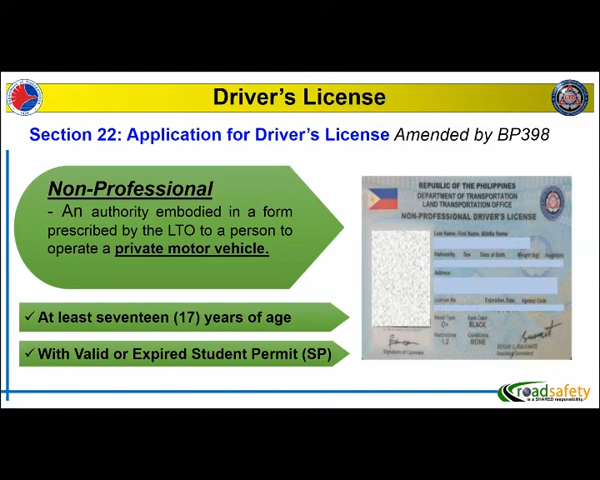 Driver's License
Section 22: Application for Driver's License Amended by BP398
Non-Professional
- An authority embodied in a form
prescribed by the LTO to a person to
operate a private motor vehicle.
✓ At least seventeen (17) years of age
✓ With Valid or Expired Student Permit (SP)
REPUBLIC OF THE PHILIPPINES
DEPARTMENT OF TRANSPORTATION
LAND TRANSPORTATION OFFICE
NON-PROFESSIONAL DRIVER'S LICENSE
Last Name, First Name, Middle Name
Nationality Sex Date of Birth Weight (kg) Height(m)
Address
License No. Expiration Date Agency Code
Blood Type Eyes Color
O+ BLACK
Restrictions Conditions
1,2 NONE
Signature of Licensee
Assistant Secretary
roadsafety
is a SHARED responsibility.